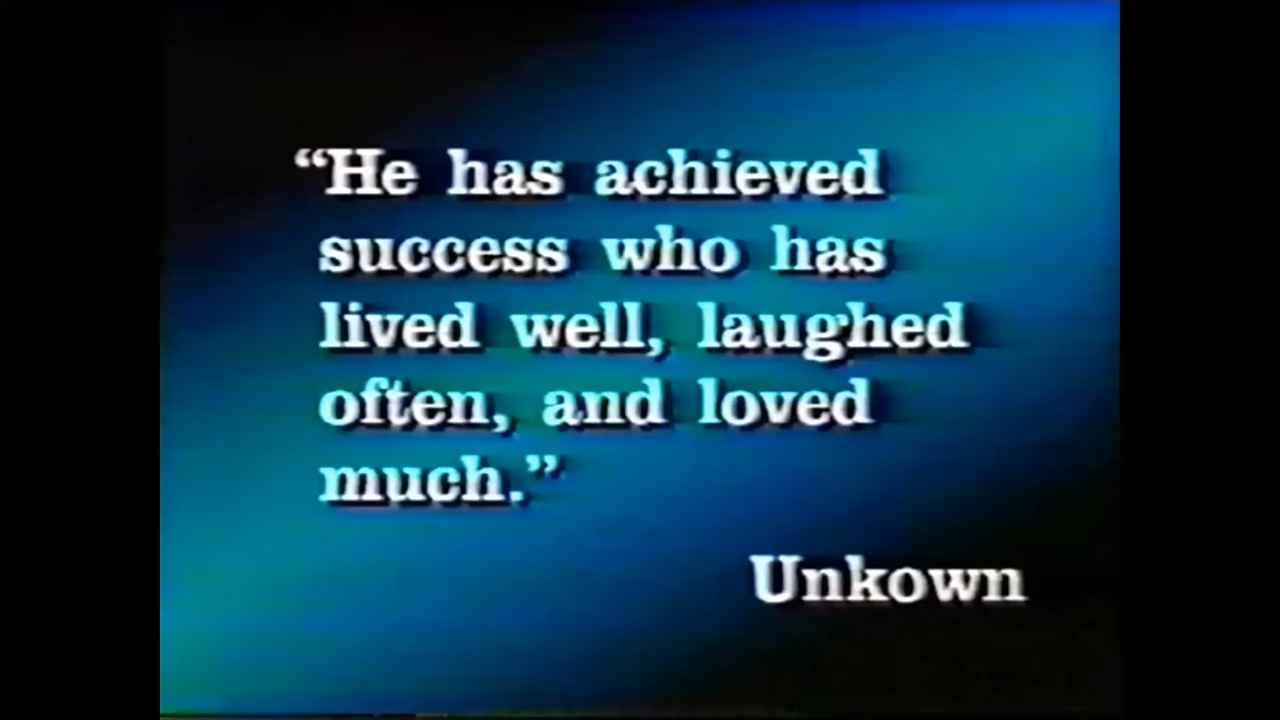 “He has achieved
success who has
lived well, laughed
often, and loved
much.”
Unkown